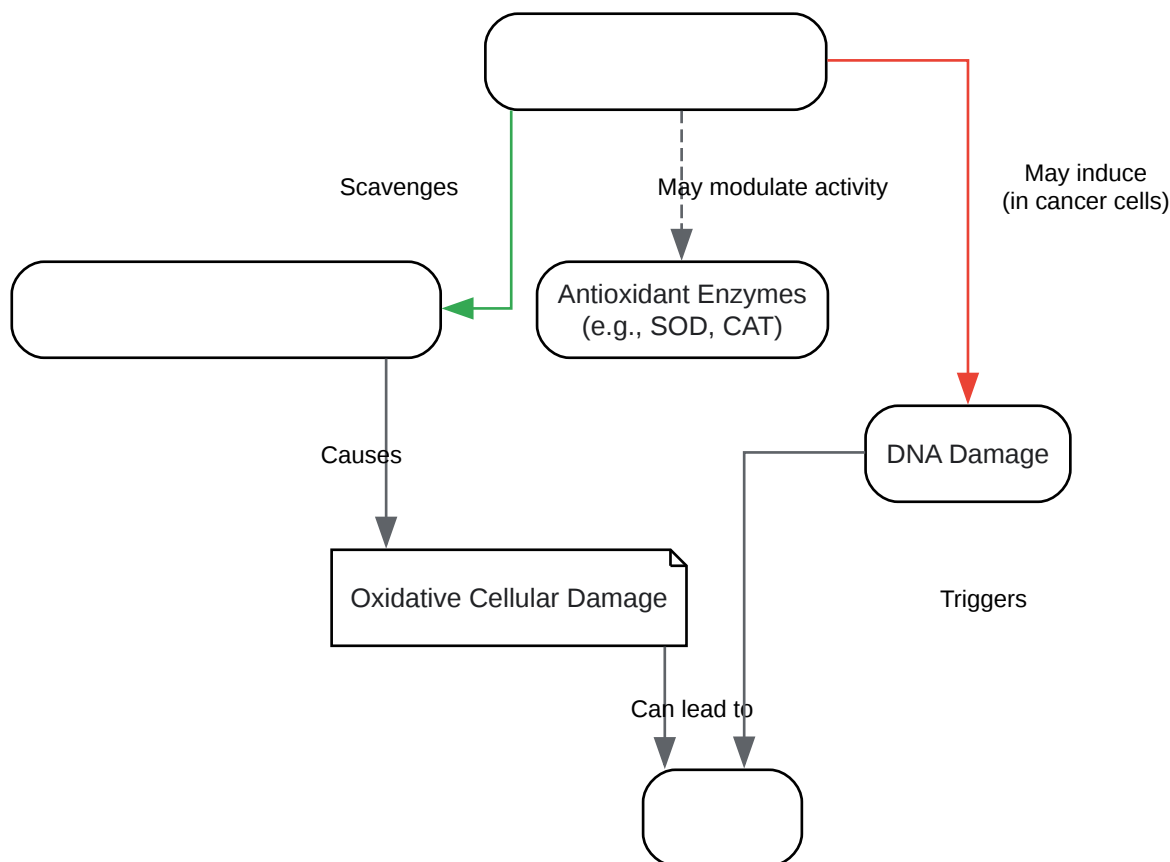 Scavenges
May modulate activity
May induce
(in cancer cells)
Antioxidant Enzymes
(e.g., SOD, CAT)
Causes
DNA Damage
Oxidative Cellular Damage
Triggers
Can lead to